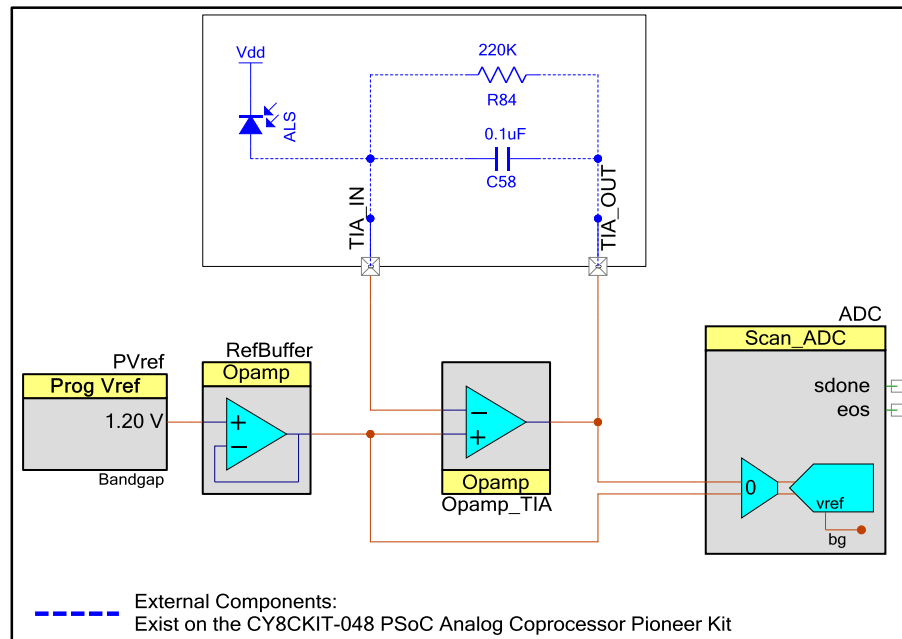 Vdd
ALS
220K
R84
0.1uF
C58
TIA_IN
TIA_OUT
PVref
Prog Vref
1.20 V
Bandgap
RefBuffer
Opamp
+
−
−
+
Opamp
Opamp_TIA
ADC
Scan_ADC
sdone
eos
0
vref
bg
External Components:
Exist on the CY8CKIT-048 PSoC Analog Coprocessor Pioneer Kit